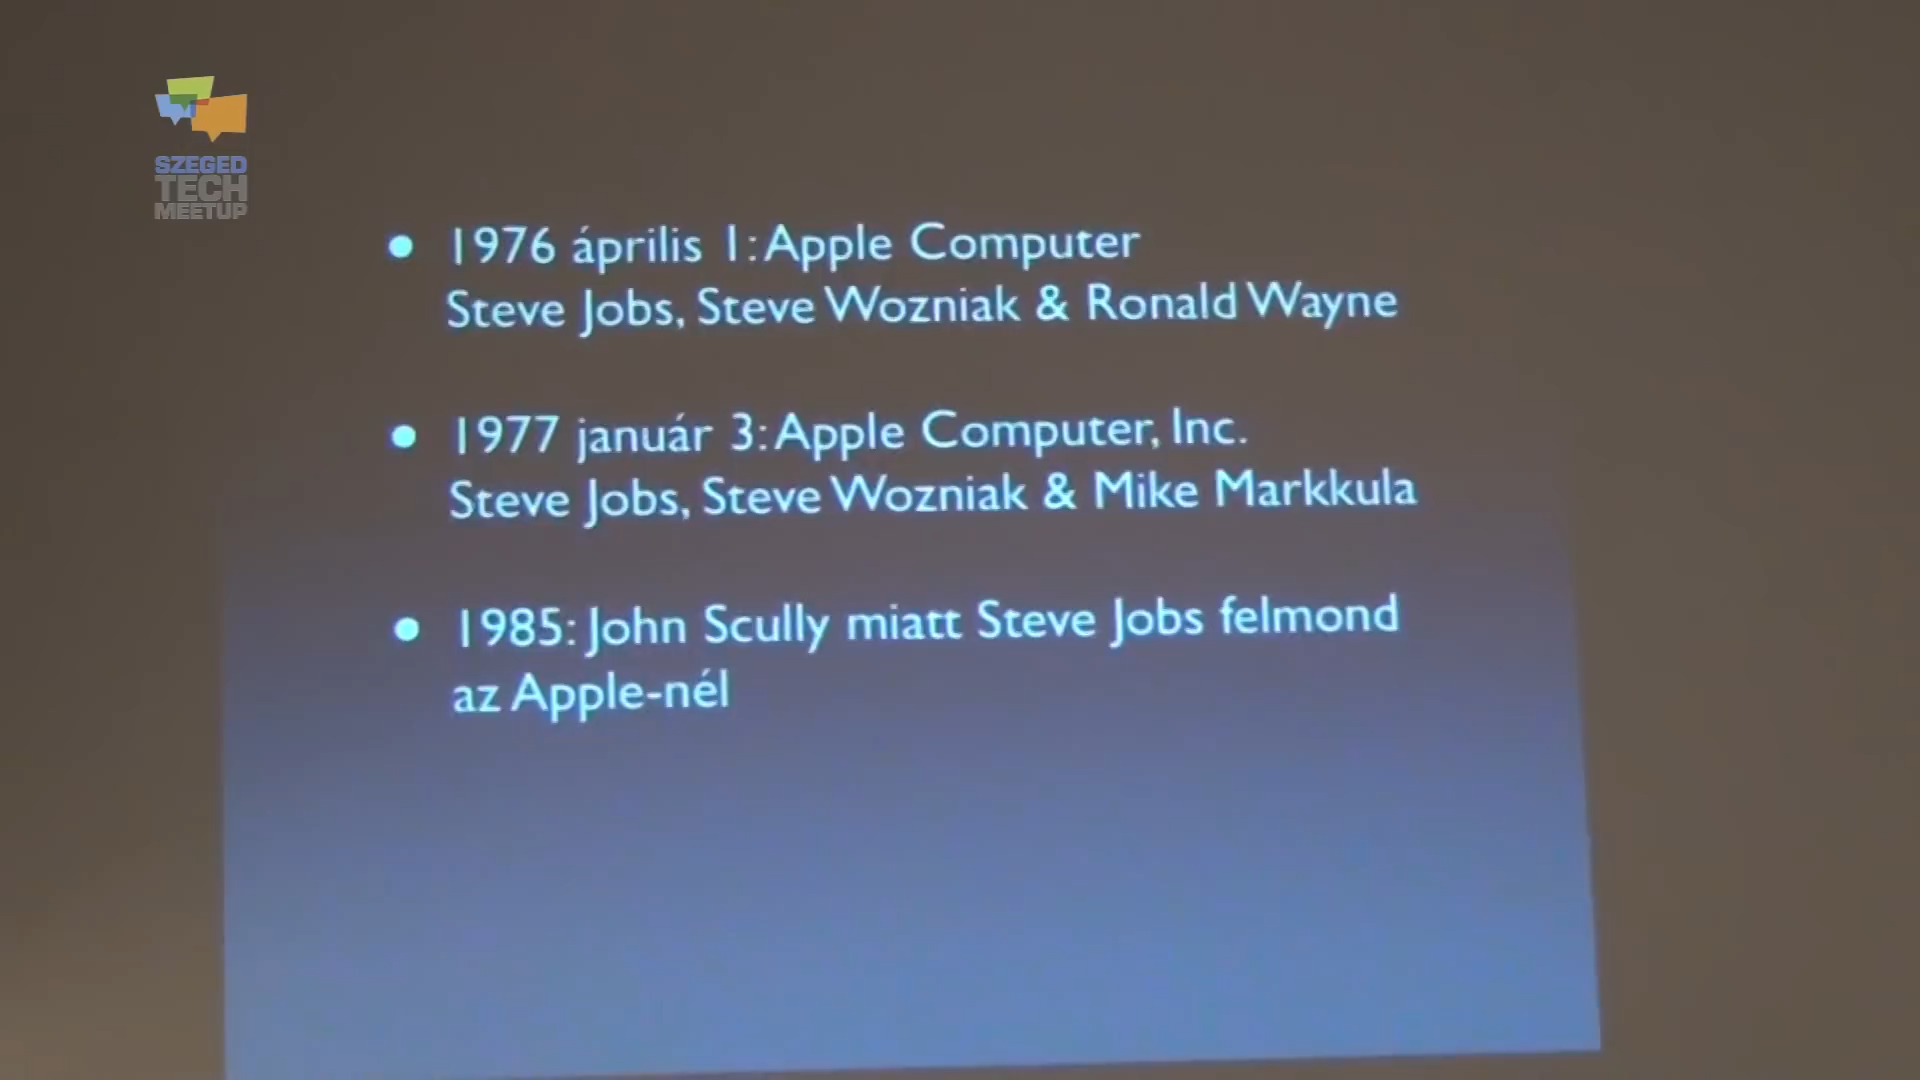 SZEGED
TECH
MEETUP
• 1976 április 1: Apple Computer
Steve Jobs, Steve Wozniak & Ronald Wayne
• 1977 január 3: Apple Computer, Inc.
Steve Jobs, Steve Wozniak & Mike Markkula
• 1985: John Scully miatt Steve Jobs felmond
az Apple-nél